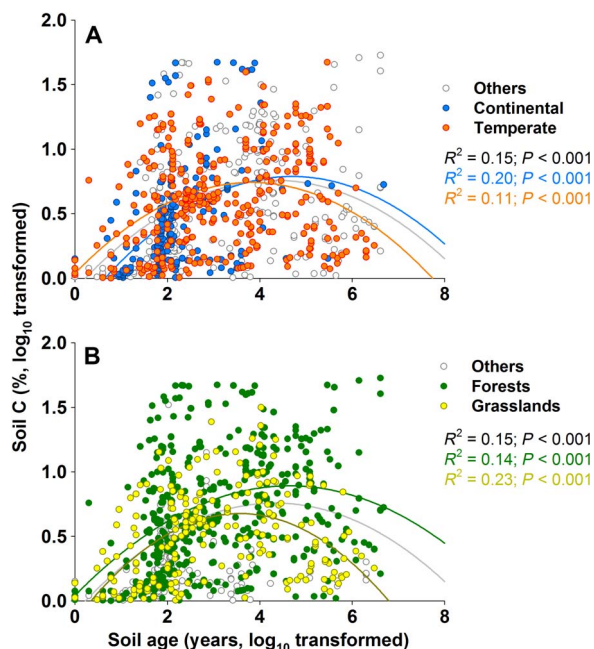 A
2.0
1.5
1.0
0.5
0.0
0 2 4 6 8
Others
Continental
Temperate
R² = 0.15; P < 0.001
R² = 0.20; P < 0.001
R² = 0.11; P < 0.001
Soil C (%, log₁₀ transformed)
B
2.0
1.5
1.0
0.5
0.0
0 2 4 6 8
Others
Forests
Grasslands
R² = 0.15; P < 0.001
R² = 0.14; P < 0.001
R² = 0.23; P < 0.001
Soil age (years, log₁₀ transformed)